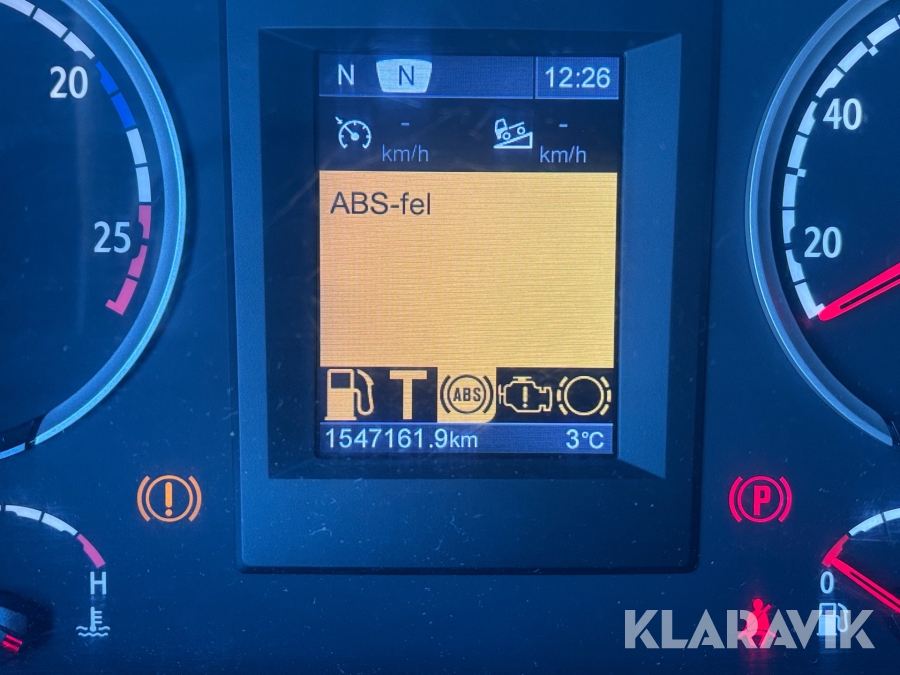 20
25
N N 12:26
- -
km/h km/h
ABS-fel
T ABS !
1547161.9km 3°C
40
20
!
P
H
0
KLARAVIK